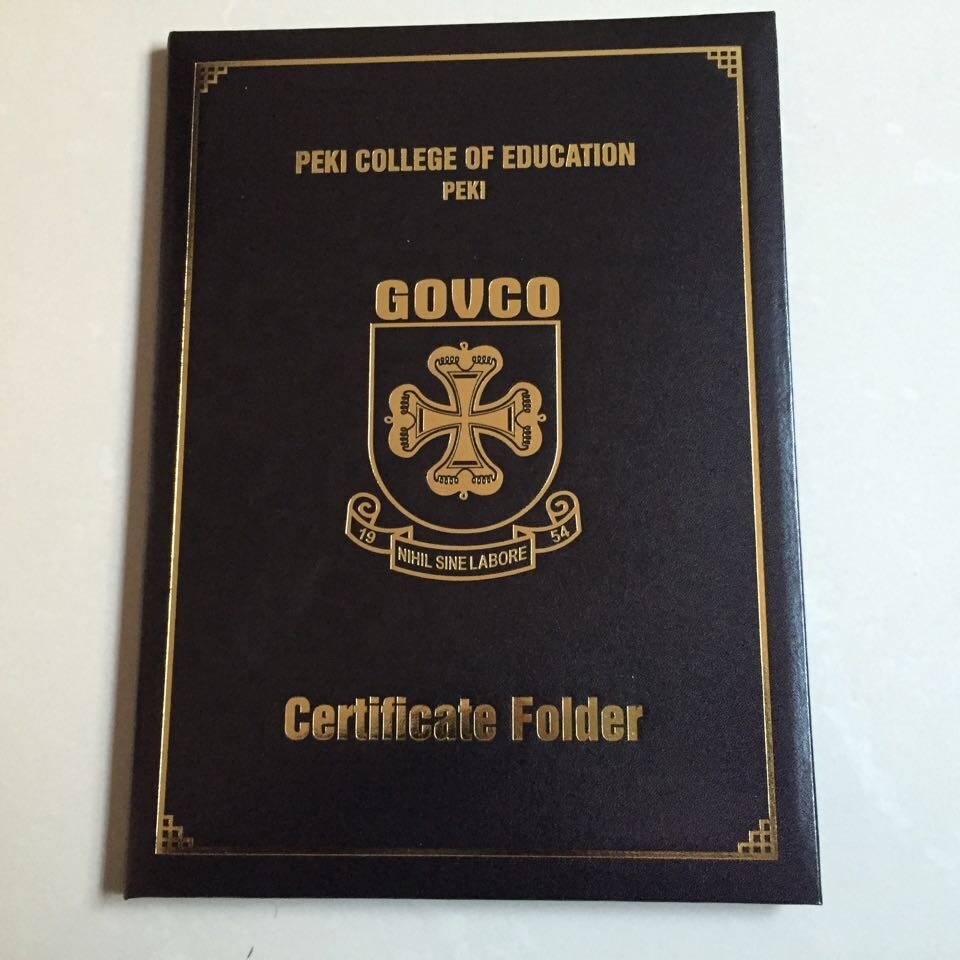 PEKI COLLEGE OF EDUCATION
PEKI
GOVCO
19 54
NIHIL SINE LABORE
Certificate Folder